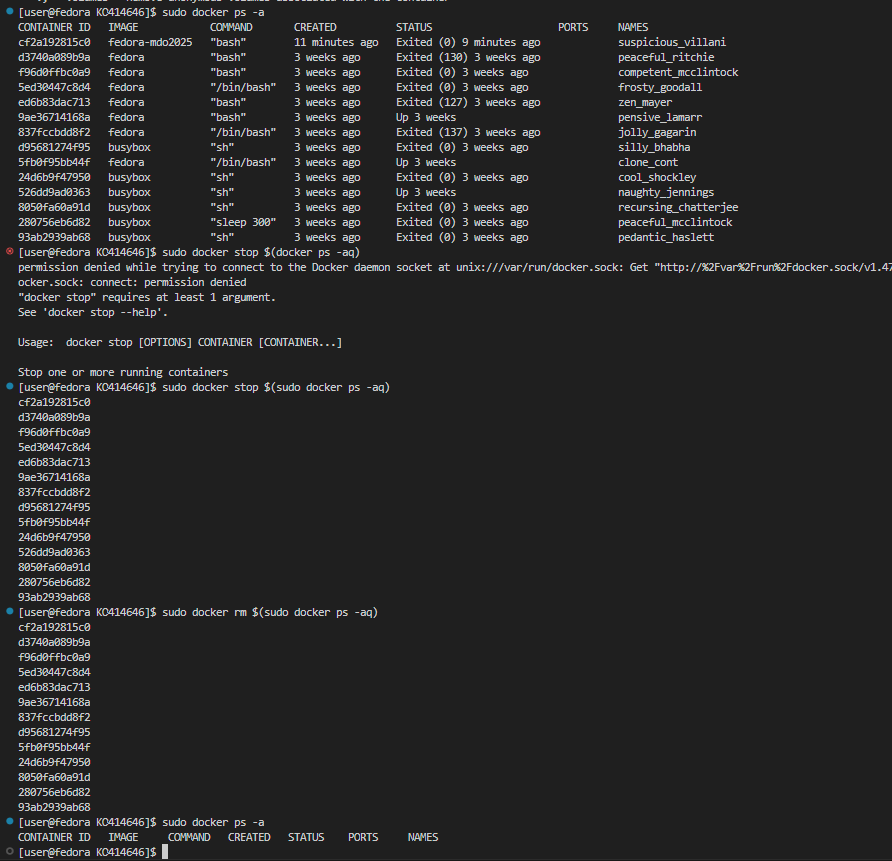 [user@fedora KO414646]$ sudo docker ps -a
CONTAINER ID   IMAGE            COMMAND       CREATED          STATUS                       PORTS     NAMES
cf2a192815c0   fedora-mdo2025   "bash"        11 minutes ago   Exited (0) 9 minutes ago               suspicious_villani
d3740a089b9a   fedora           "bash"        3 weeks ago      Exited (130) 3 weeks ago               peaceful_ritchie
f96d0ffbc0a9   fedora           "bash"        3 weeks ago      Exited (0) 3 weeks ago                 competent_mcclintock
5ed30447c8d4   fedora           "/bin/bash"   3 weeks ago      Exited (0) 3 weeks ago                 frosty_goodall
ed6b83dac713   fedora           "bash"        3 weeks ago      Exited (127) 3 weeks ago               zen_mayer
9ae36714168a   fedora           "bash"        3 weeks ago      Up 3 weeks                             pensive_lamarr
837fccbdd8f2   fedora           "/bin/bash"   3 weeks ago      Exited (137) 3 weeks ago               jolly_gagarin
d95681274f95   busybox          "sh"          3 weeks ago      Exited (0) 3 weeks ago                 silly_bhabha
5fb0f95bb44f   fedora           "/bin/bash"   3 weeks ago      Up 3 weeks                             clone_cont
24d6b9f47950   busybox          "sh"          3 weeks ago      Exited (0) 3 weeks ago                 cool_shockley
526dd9ad0363   busybox          "sh"          3 weeks ago      Up 3 weeks                             naughty_jennings
8050fa60a91d   busybox          "sh"          3 weeks ago      Exited (0) 3 weeks ago                 recursing_chatterjee
280756eb6d82   busybox          "sleep 300"   3 weeks ago      Exited (0) 3 weeks ago                 peaceful_mcclintock
93ab2939ab68   busybox          "sh"          3 weeks ago      Exited (0) 3 weeks ago                 pedantic_haslett
[user@fedora KO414646]$ sudo docker stop $(docker ps -aq)
permission denied while trying to connect to the Docker daemon socket at unix:///var/run/docker.sock: Get "http://%2Fvar%2Frun%2Fdocker.sock/v1.47
ocker.sock: connect: permission denied
"docker stop" requires at least 1 argument.
See 'docker stop --help'.
Usage:  docker stop [OPTIONS] CONTAINER [CONTAINER...]
Stop one or more running containers
[user@fedora KO414646]$ sudo docker stop $(sudo docker ps -aq)
cf2a192815c0
d3740a089b9a
f96d0ffbc0a9
5ed30447c8d4
ed6b83dac713
9ae36714168a
837fccbdd8f2
d95681274f95
5fb0f95bb44f
24d6b9f47950
526dd9ad0363
8050fa60a91d
280756eb6d82
93ab2939ab68
[user@fedora KO414646]$ sudo docker rm $(sudo docker ps -aq)
cf2a192815c0
d3740a089b9a
f96d0ffbc0a9
5ed30447c8d4
ed6b83dac713
9ae36714168a
837fccbdd8f2
d95681274f95
5fb0f95bb44f
24d6b9f47950
8050fa60a91d
280756eb6d82
93ab2939ab68
[user@fedora KO414646]$ sudo docker ps -a
CONTAINER ID   IMAGE     COMMAND   CREATED   STATUS    PORTS     NAMES
[user@fedora KO414646]$